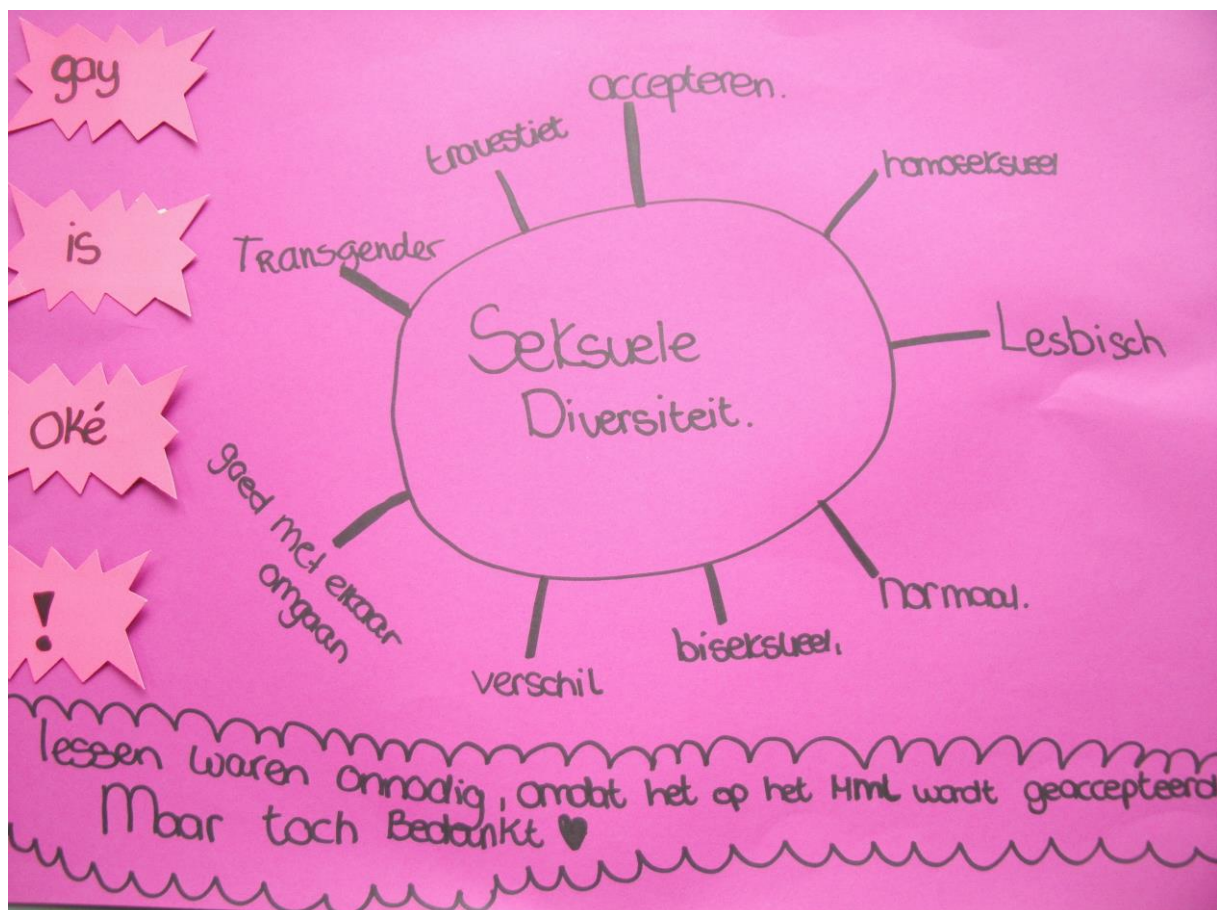 gay
is
oké
!
accepteren.
travestiet
homoseksueel
Transgender
Lesbisch
Seksuele
Diversiteit.
goed met elkaar
omgaan
normaal.
biseksueel.
verschil
lessen waren onnodig, omdat het op het HML wordt geaccepteerd
Maar toch Bedankt ♥